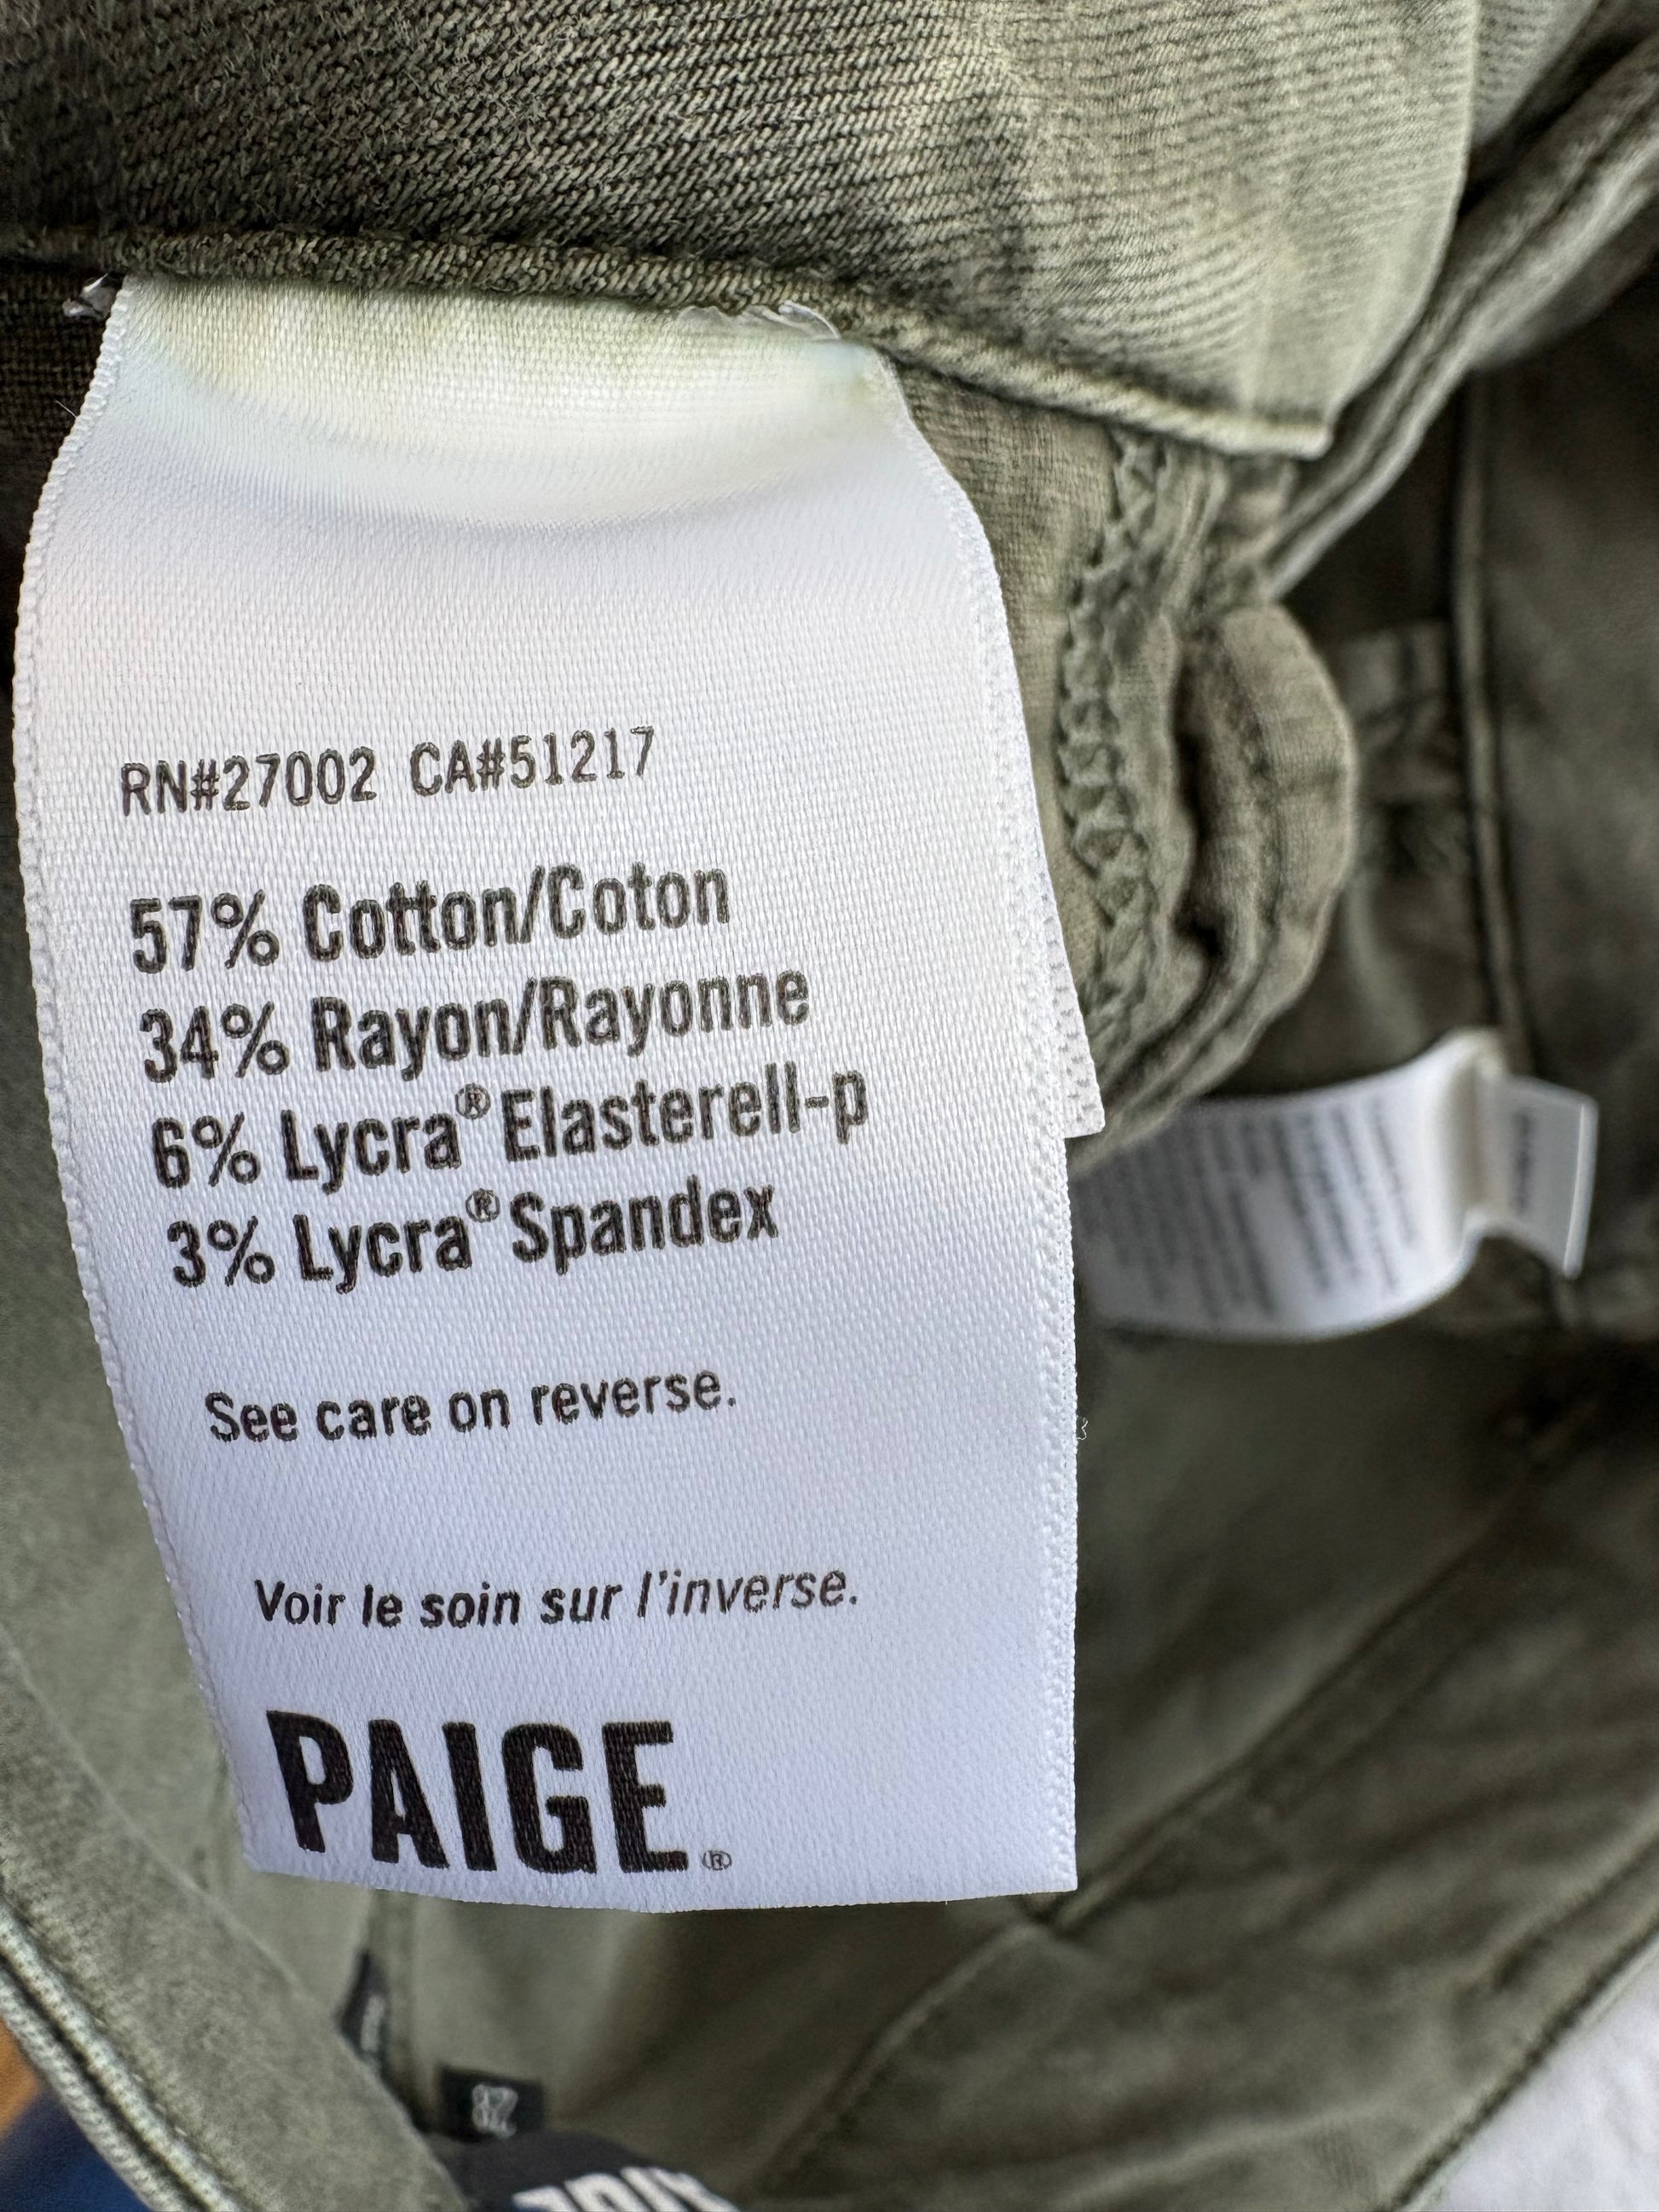 RN#27002 CA#51217
57% Cotton/Coton
34% Rayon/Rayonne
6% Lycra® Elasterell-p
3% Lycra® Spandex
See care on reverse.
Voir le soin sur l'inverse.
PAIGE®
28